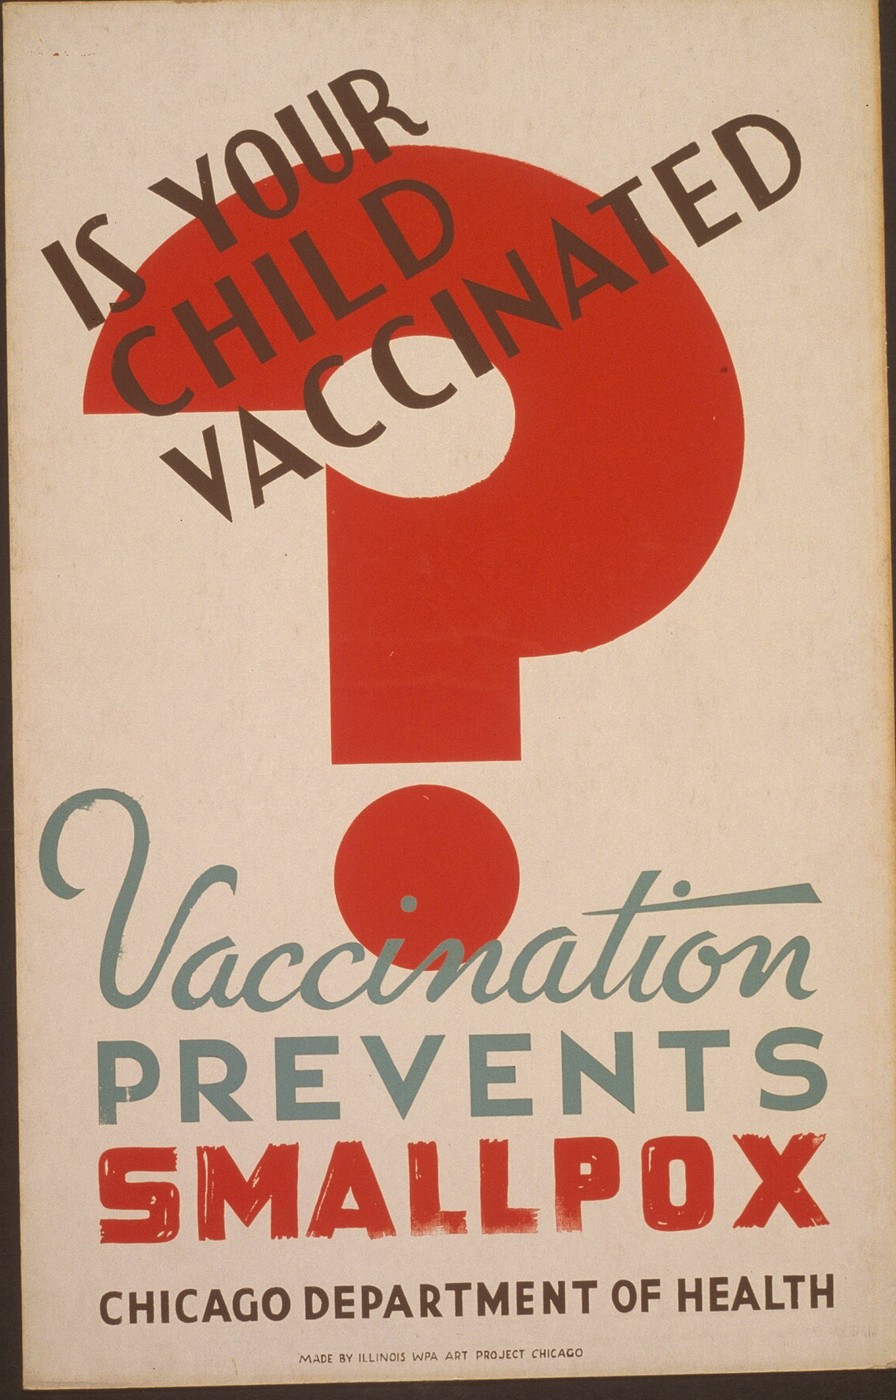 IS YOUR
CHILD
VACCINATED
?
Vaccination
PREVENTS
SMALLPOX
CHICAGO DEPARTMENT OF HEALTH
MADE BY ILLINOIS WPA ART PROJECT CHICAGO